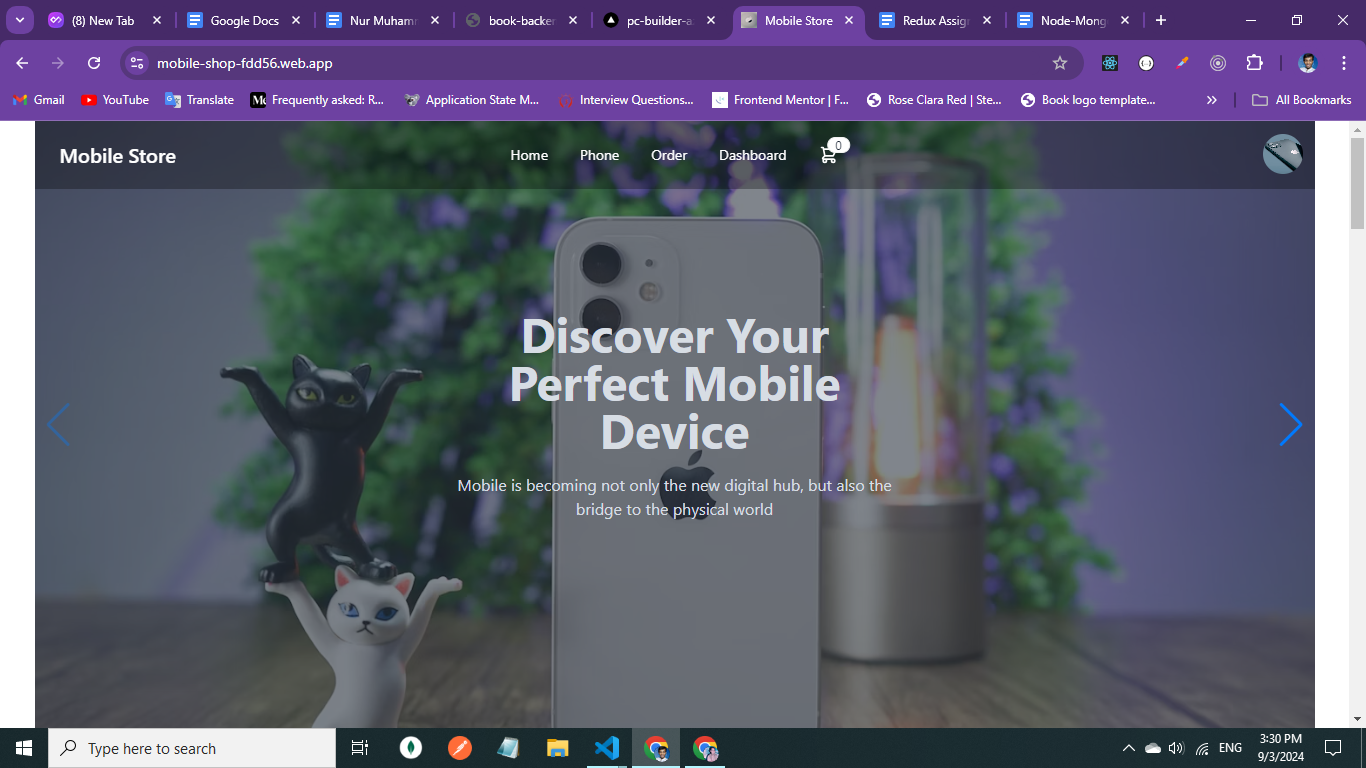 (8) New Tab
Google Docs
Nur Muhamm
book-backen
pc-builder-a
Mobile Store
Redux Assign
Node-Mong
mobile-shop-fdd56.web.app
Gmail
YouTube
Translate
Frequently asked: R...
Application State M...
Interview Questions...
Frontend Mentor | F...
Rose Clara Red | Ste...
Book logo template...
»
All Bookmarks
Mobile Store
Home
Phone
Order
Dashboard
0
Discover Your
Perfect Mobile
Device
Mobile is becoming not only the new digital hub, but also the
bridge to the physical world
Type here to search
ENG
3:30 PM
9/3/2024